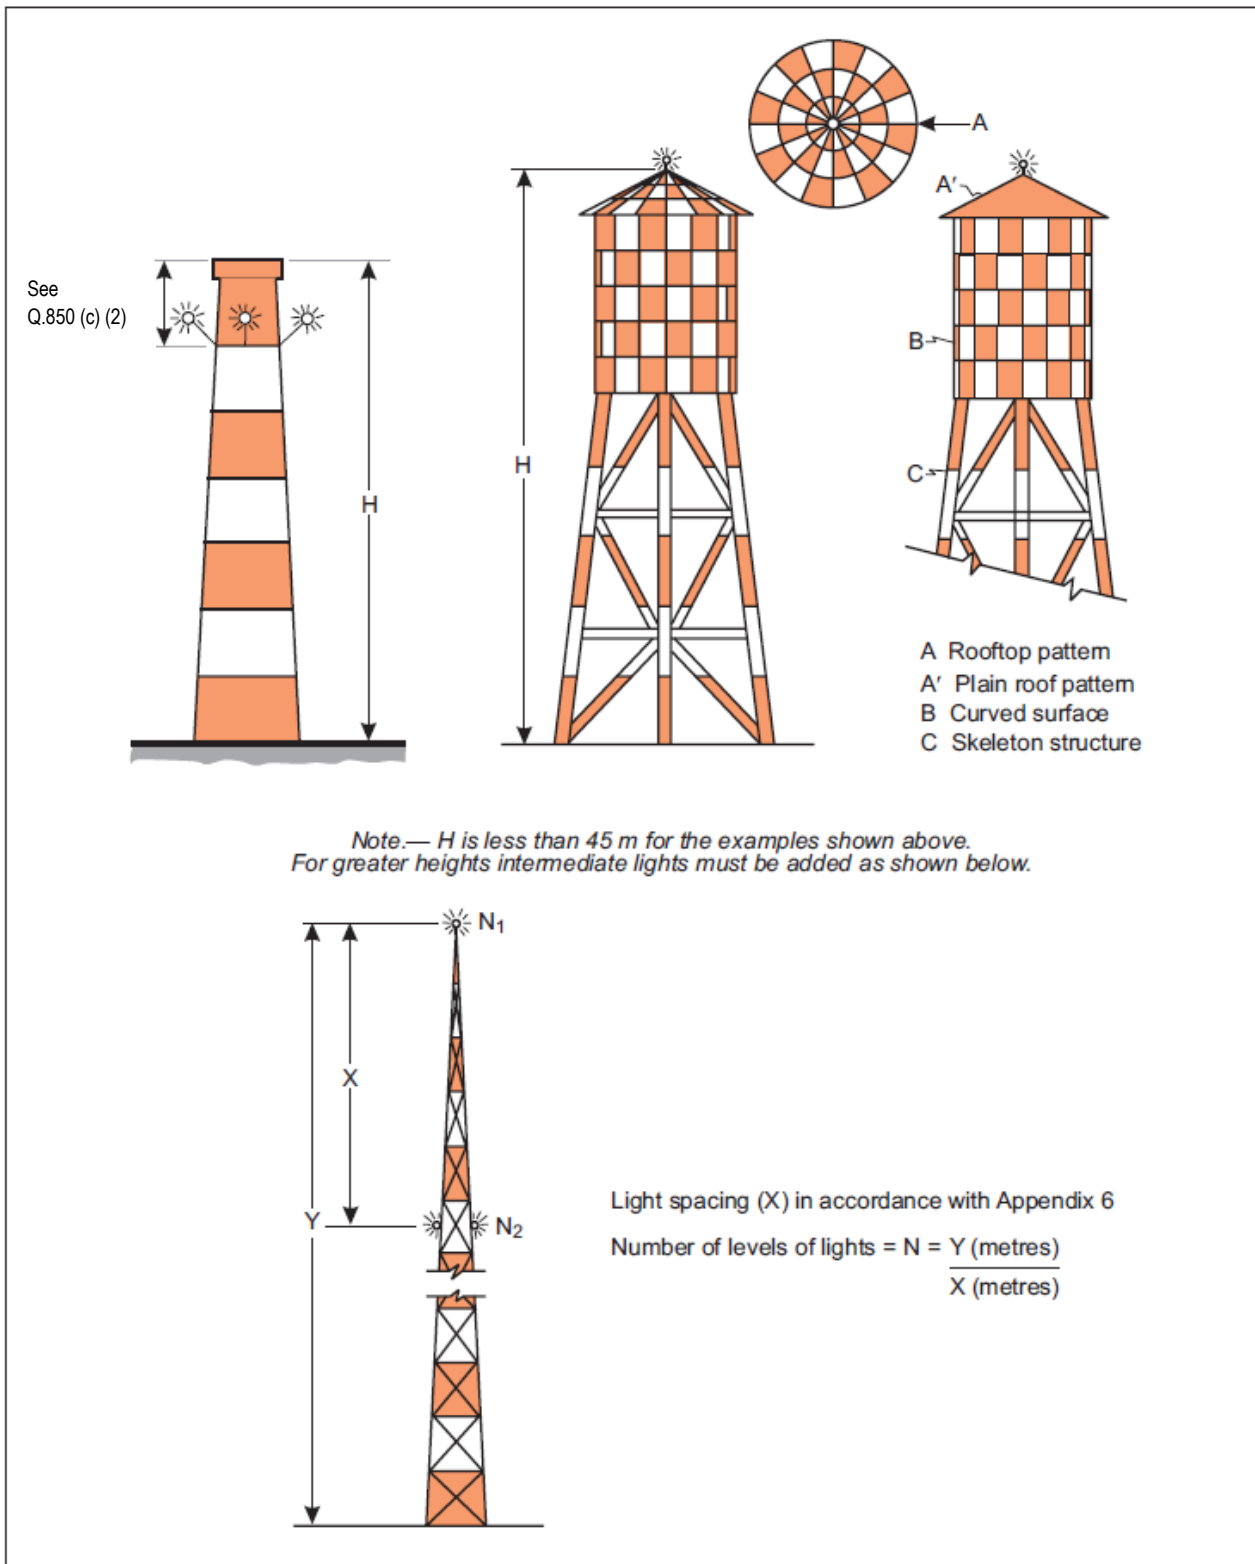 A
A′
See
Q.850 (c) (2)
H
H
B
C
A Rooftop pattern
A′ Plain roof pattern
B Curved surface
C Skeleton structure
Note.— H is less than 45 m for the examples shown above.
For greater heights intermediate lights must be added as shown below.
N1
X
Y
N2
Light spacing (X) in accordance with Appendix 6
Number of levels of lights = N = Y (metres)
X (metres)